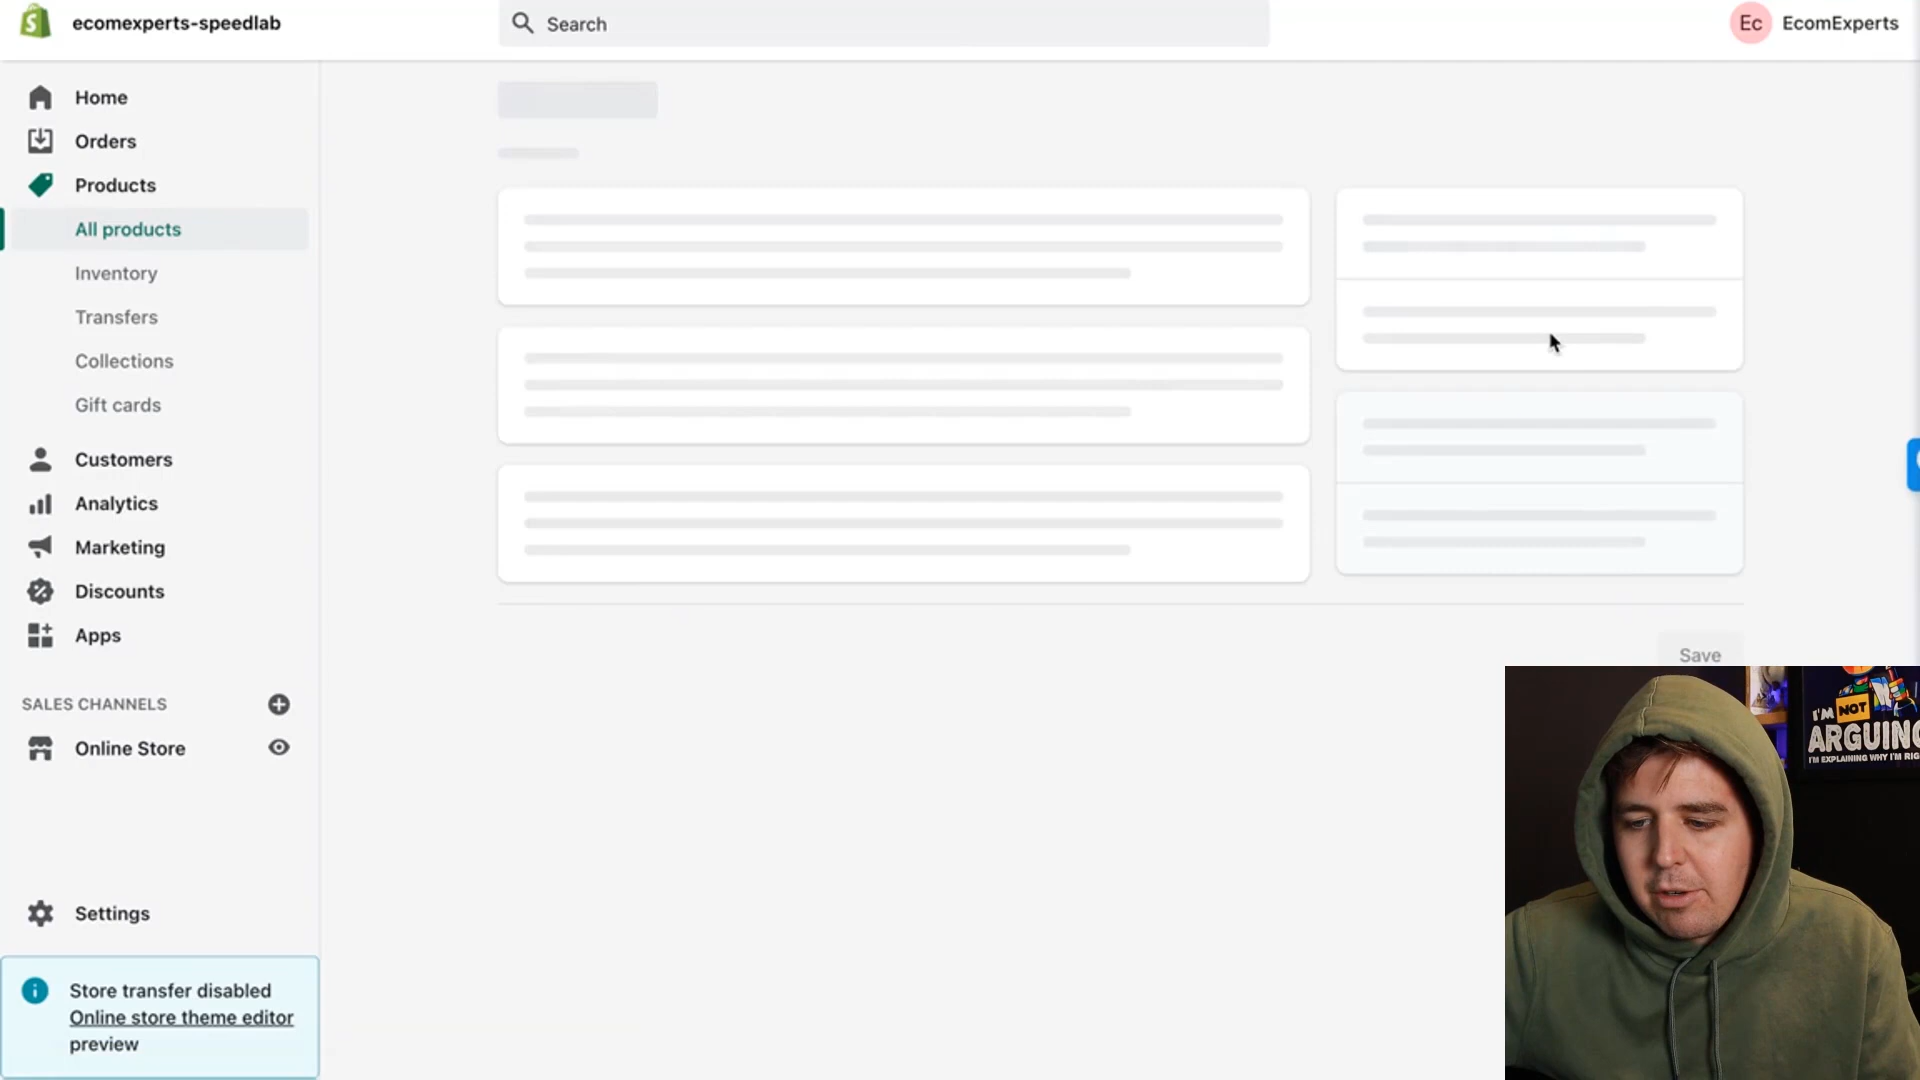 ecomexperts-speedlab
Search
Ec
EcomExperts
Home
Orders
Products
All products
Inventory
Transfers
Collections
Gift cards
Customers
Analytics
Marketing
Discounts
Apps
SALES CHANNELS
Online Store
Settings
Store transfer disabled
Online store theme editor
preview
Save
I'M NOT
ARGUING
I'M EXPLAINING WHY I'M RIG